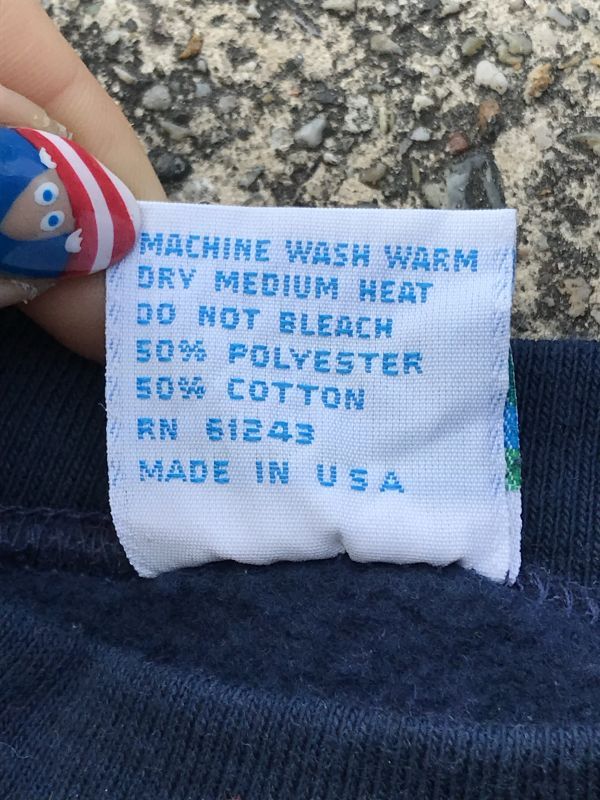 MACHINE WASH WARM
DRY MEDIUM HEAT
DO NOT BLEACH
50% POLYESTER
50% COTTON
RN 61243
MADE IN USA